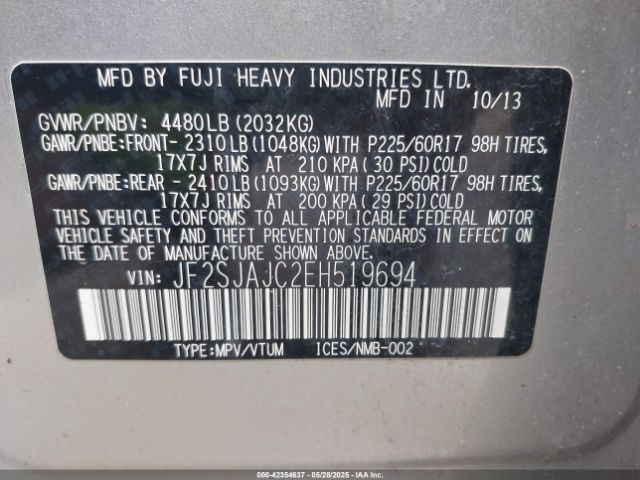 MFD BY FUJI HEAVY INDUSTRIES LTD.
MFD IN 10/13
GVWR/PNBV: 4480LB(2032KG)
GAWR/PNBE:FRONT- 2310LB(1048KG)WITH P225/60R17 98H TIRES,
17X7J RIMS AT 210 KPA(30 PSI)COLD
GAWR/PNBE:REAR - 2410LB(1093KG)WITH P225/60R17 98H TIRES,
17X7J RIMS AT 200 KPA(29 PSI)COLD
THIS VEHICLE CONFORMS TO ALL APPLICABLE FEDERAL MOTOR
VEHICLE SAFETY AND THEFT PREVENTION STANDARDS IN EFFECT
ON THE DATE OF MANUFACTURE SHOWN ABOVE.
VIN: JF2SJAJC2EH519694
TYPE:MPV/VTUM ICES/NMB-002
000-42354637 - 05/28/2025 - IAA Inc.